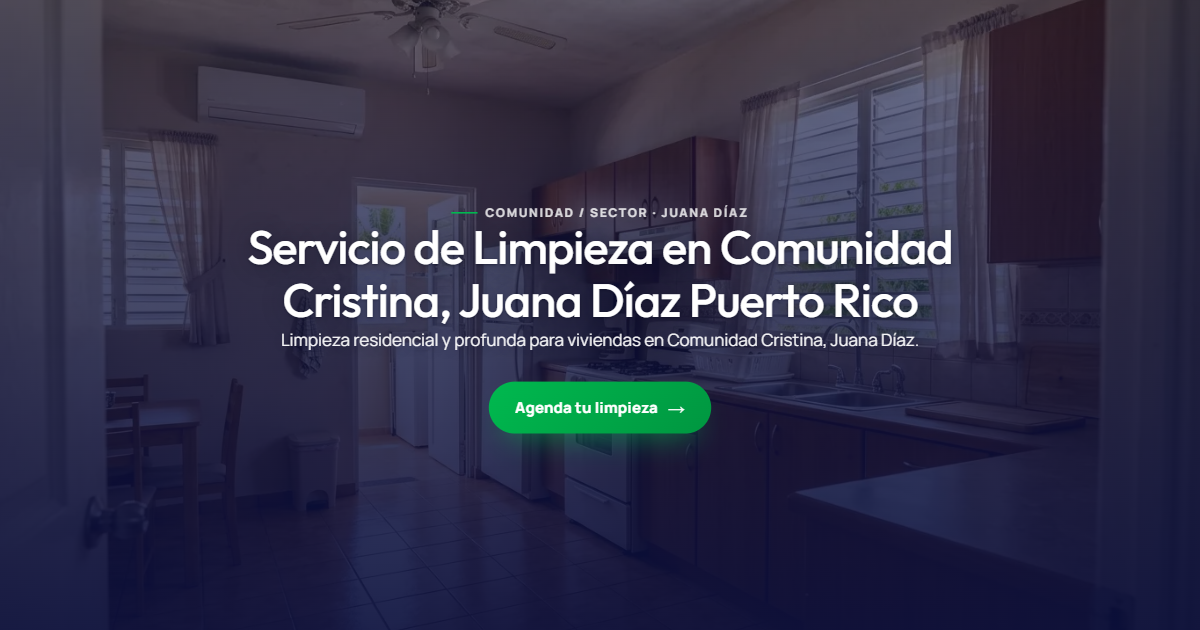 COMUNIDAD / SECTOR · JUANA DÍAZ
Servicio de Limpieza en Comunidad
Cristina, Juana Díaz Puerto Rico
Limpieza residencial y profunda para viviendas en Comunidad Cristina, Juana Díaz.
Agenda tu limpieza →